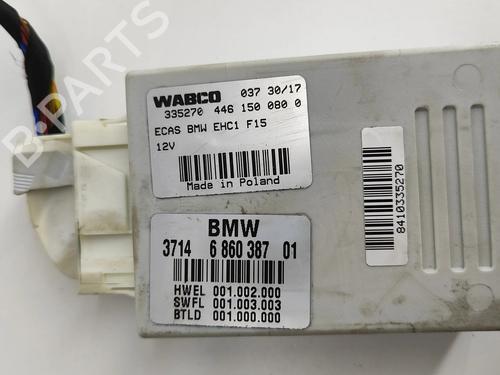 WABCO 037 30/17
335270 446 150 080 0
ECAS BMW EHC1 F15
12V
Made in Poland
BMW
3714 6 860 387 01
HWEL 001.002.000
SWFL 001.003.003
BTLD 001.000.000
8410335270
B-PARTS